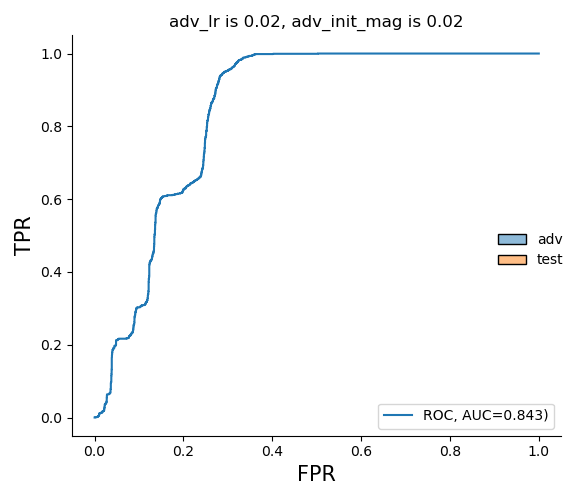 adv_lr is 0.02, adv_init_mag is 0.02
1.0
0.8
0.6
0.4
0.2
0.0
TPR
adv
test
ROC, AUC=0.843)
0.0 0.2 0.4 0.6 0.8 1.0
FPR